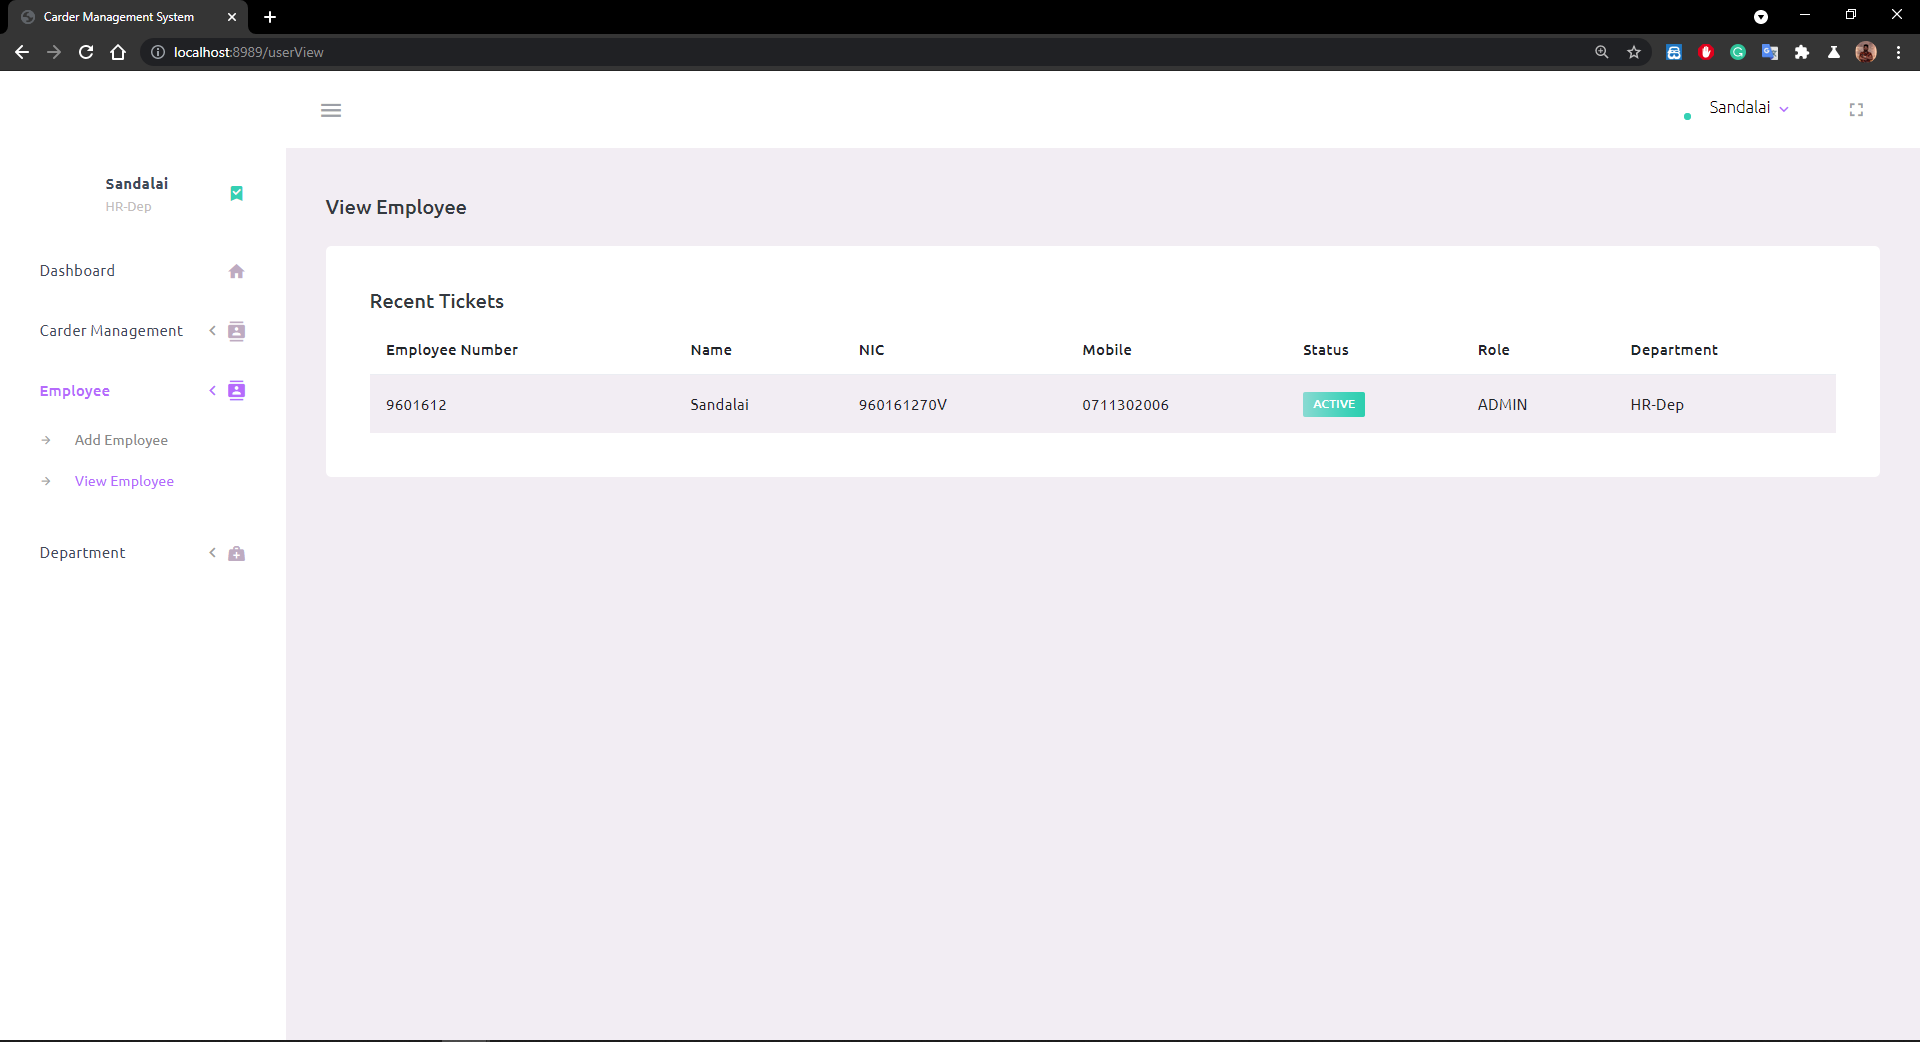 Carder Management System
localhost:8989/userView
Sandalai
Sandalai
HR-Dep
Dashboard
Carder Management
Employee
Add Employee
View Employee
Department
View Employee
Recent Tickets
Employee Number Name NIC Mobile Status Role Department
9601612 Sandalai 960161270V 0711302006 ACTIVE ADMIN HR-Dep